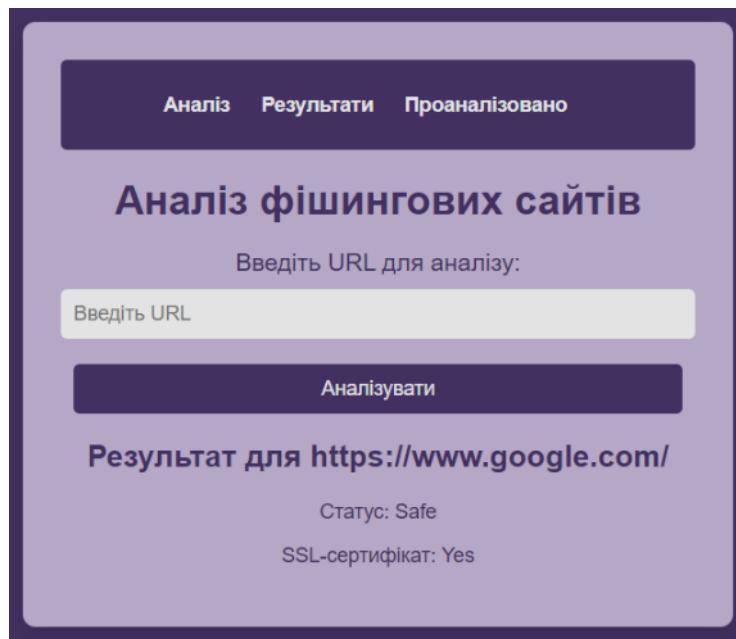 Аналіз Результати Проаналізовано
Аналіз фішингових сайтів
Введіть URL для аналізу:
Введіть URL
Аналізувати
Результат для https://www.google.com/
Статус: Safe
SSL-сертифікат: Yes